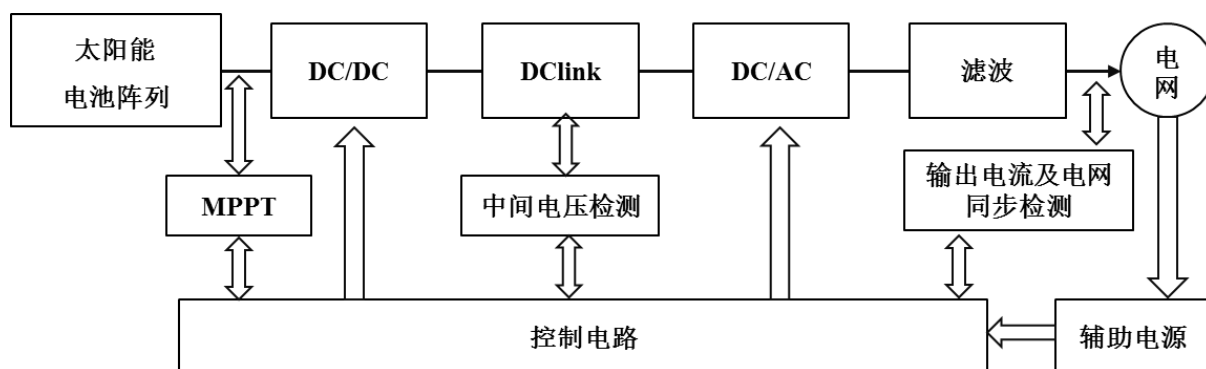 太阳能
电池阵列
DC/DC
DClink
DC/AC
滤波
电
网
MPPT
中间电压检测
输出电流及电网
同步检测
控制电路
辅助电源